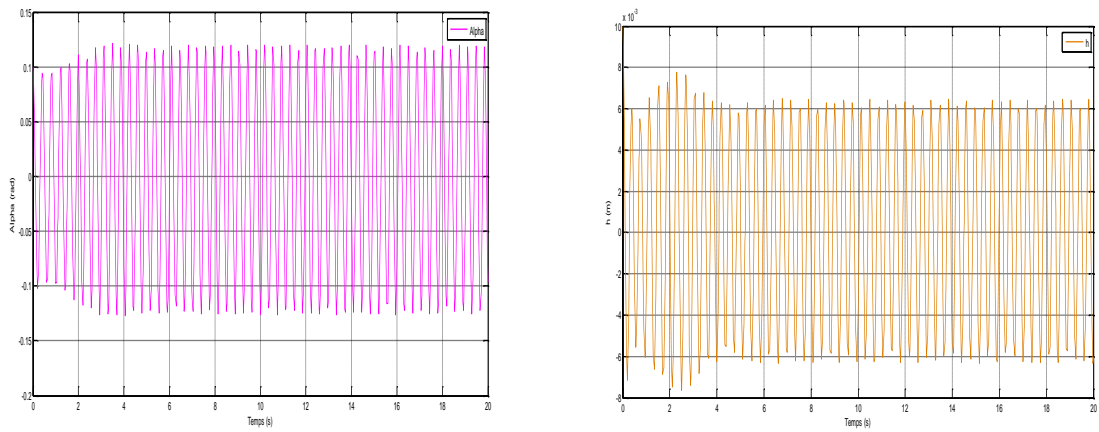 0.15
0.1
0.05
0
-0.05
-0.1
-0.15
-0.2
Alpha (rad)
Alpha
0 2 4 6 8 10 12 14 16 18 20
Temps (s)
x 10⁻³
10
8
6
4
2
0
-2
-4
-6
-8
h (m)
h
0 2 4 6 8 10 12 14 16 18 20
Temps (s)